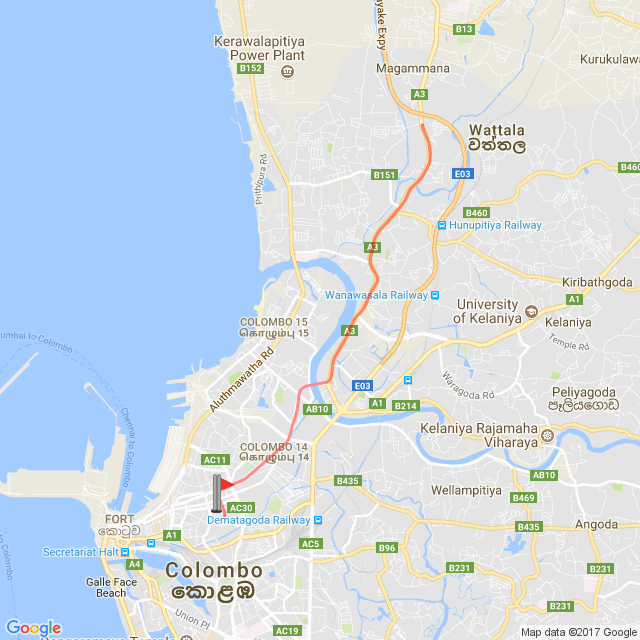 B13
Kurukulawa
ayake Expy
Kerawalapitiya
Power Plant
B152
Magammana
A3
Wattala
වත්තල
Prithipura Rd
B151
E03
B460
B460
Hunupitiya Railway
A3
Kiribathgoda
Wanawasala Railway
A1
University
of Kelaniya
Kelaniya
COLOMBO 15
கொழும்பு 15
A3
Temple Rd
umbai to Colombo
Aluthmawatha Rd
Waragoda Rd
E03
Peliyagoda
පෑලියගොඩ
AB10
A1
B214
Chennai to Colombo
Kelaniya Rajamaha
Viharaya
COLOMBO 14
கொழும்பு 14
AC11
AB10
B435
B435
Wellampitiya
B469
AC30
FORT
කොටුව
Dematagoda Railway
Angoda
A1
Secretariat Halt
AC5
B96
A4
Colombo
කොළඹ
B231
B231
B231
Galle Face
Beach
Union Pl
AC19
Google
Map data ©2017 Google